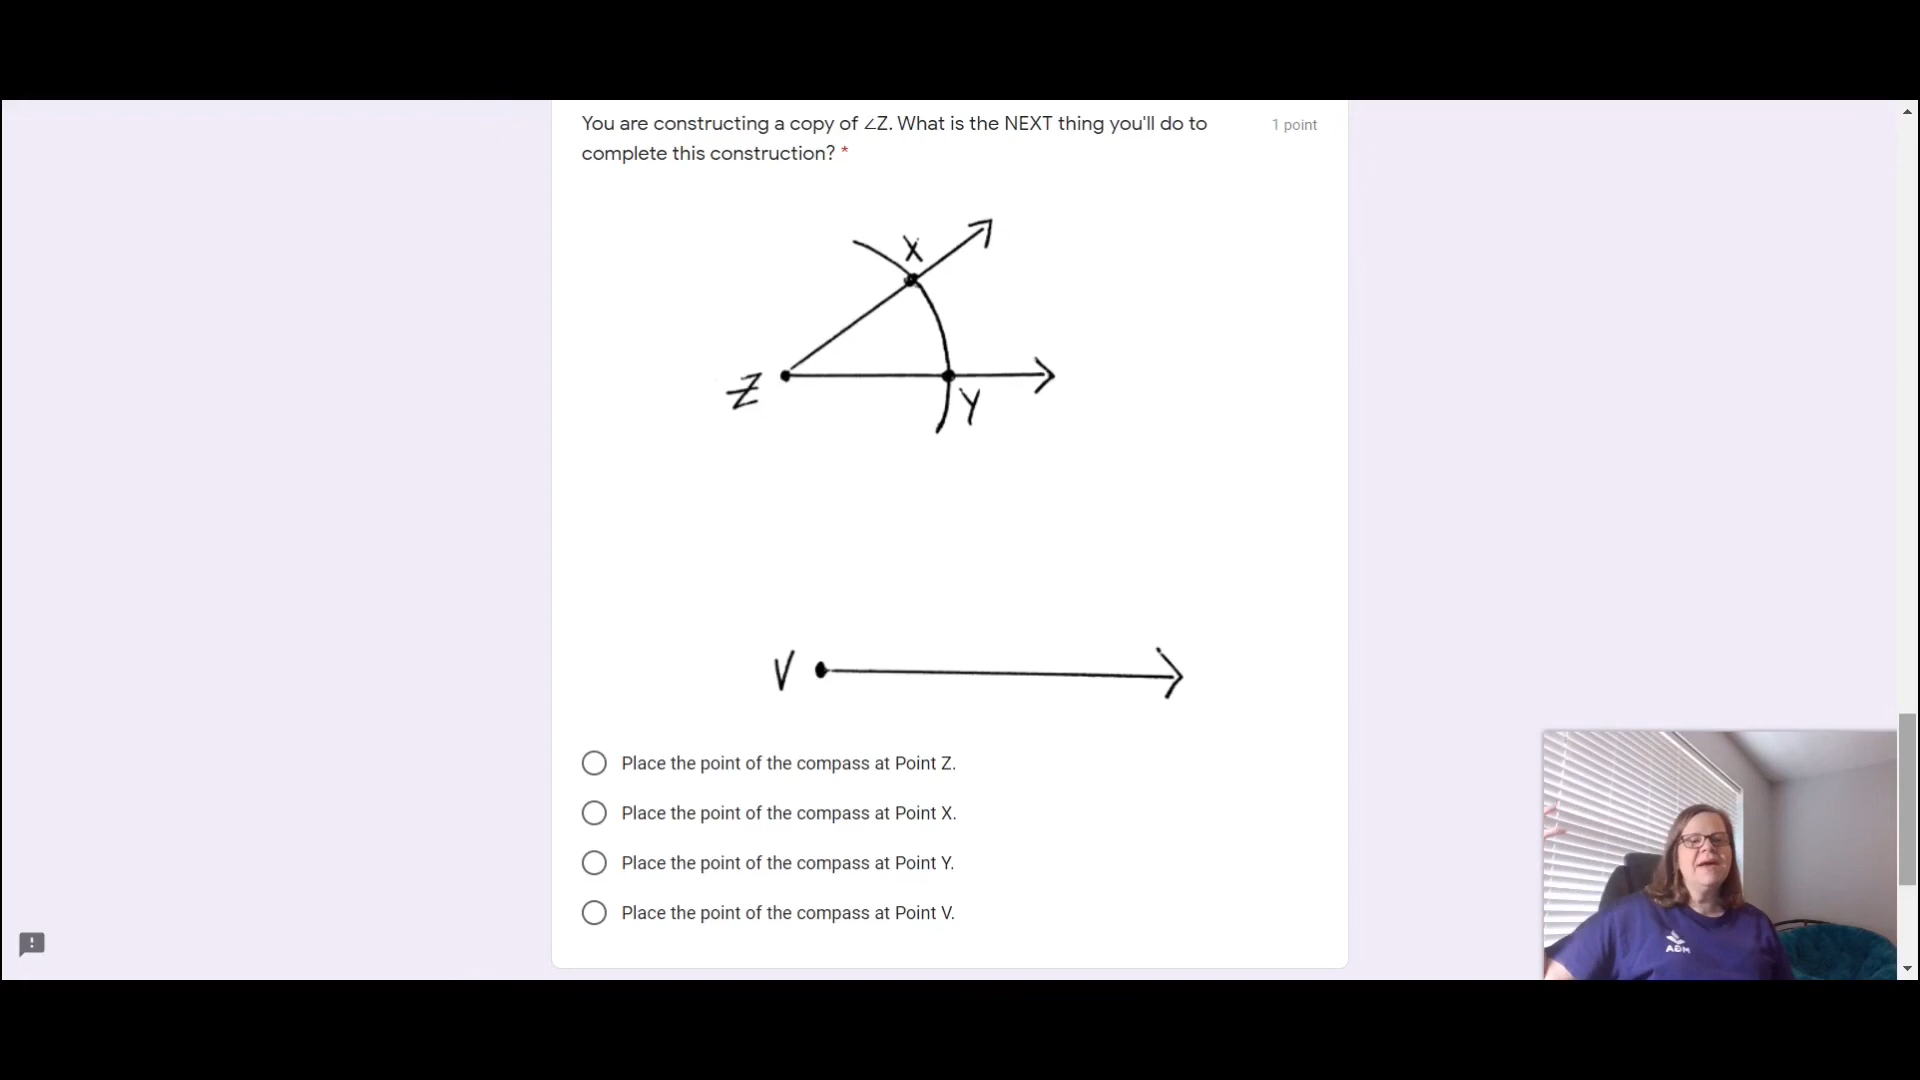 You are constructing a copy of ∠Z. What is the NEXT thing you'll do to
complete this construction? *
1 point
X
Z
Y
V
Place the point of the compass at Point Z.
Place the point of the compass at Point X.
Place the point of the compass at Point Y.
Place the point of the compass at Point V.
AGM